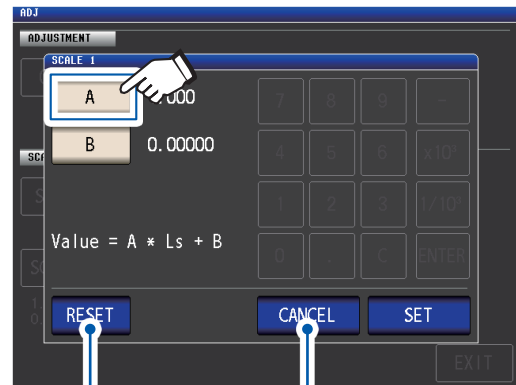 ADJ
ADJUSTMENT
SCALE 1
A
.000
7 8 9 -
B 0.00000
4 5 6 x10³
1 2 3 1/10³
Value = A * Ls + B
0 . C ENTER
RESET CANCEL SET
EXIT